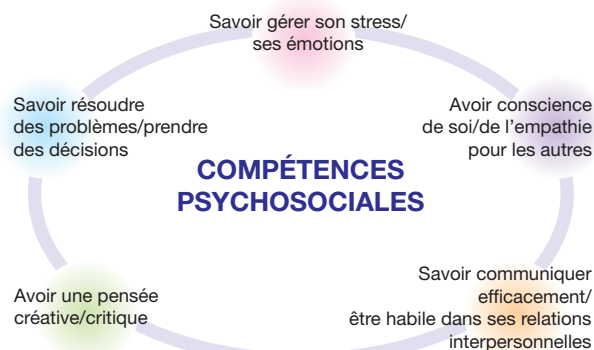 Savoir gérer son stress/
ses émotions
Savoir résoudre
des problèmes/prendre
des décisions
Avoir conscience
de soi/de l'empathie
pour les autres
COMPÉTENCES
PSYCHOSOCIALES
Avoir une pensée
créative/critique
Savoir communiquer
efficacement/
être habile dans ses relations
interpersonnelles